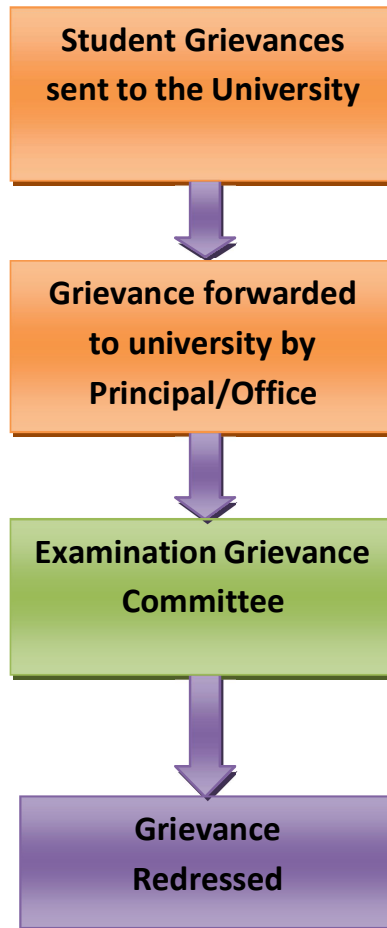 Student Grievances
sent to the University
Grievance forwarded
to university by
Principal/Office
Examination Grievance
Committee
Grievance
Redressed